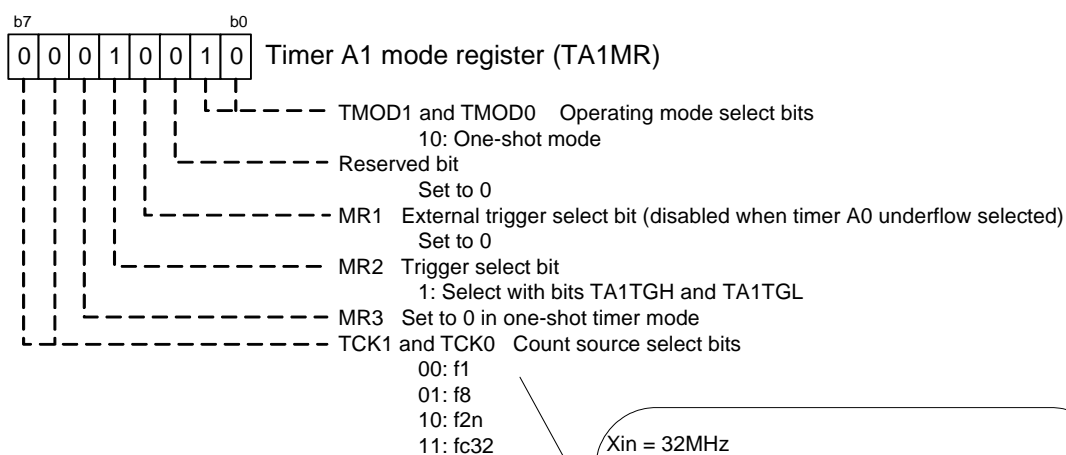 b7 b0
0 0 0 1 0 0 1 0 Timer A1 mode register (TA1MR)
TMOD1 and TMOD0 Operating mode select bits
10: One-shot mode
Reserved bit
Set to 0
MR1 External trigger select bit (disabled when timer A0 underflow selected)
Set to 0
MR2 Trigger select bit
1: Select with bits TA1TGH and TA1TGL
MR3 Set to 0 in one-shot timer mode
TCK1 and TCK0 Count source select bits
00: f1
01: f8
10: f2n
11: fc32
Xin = 32MHz